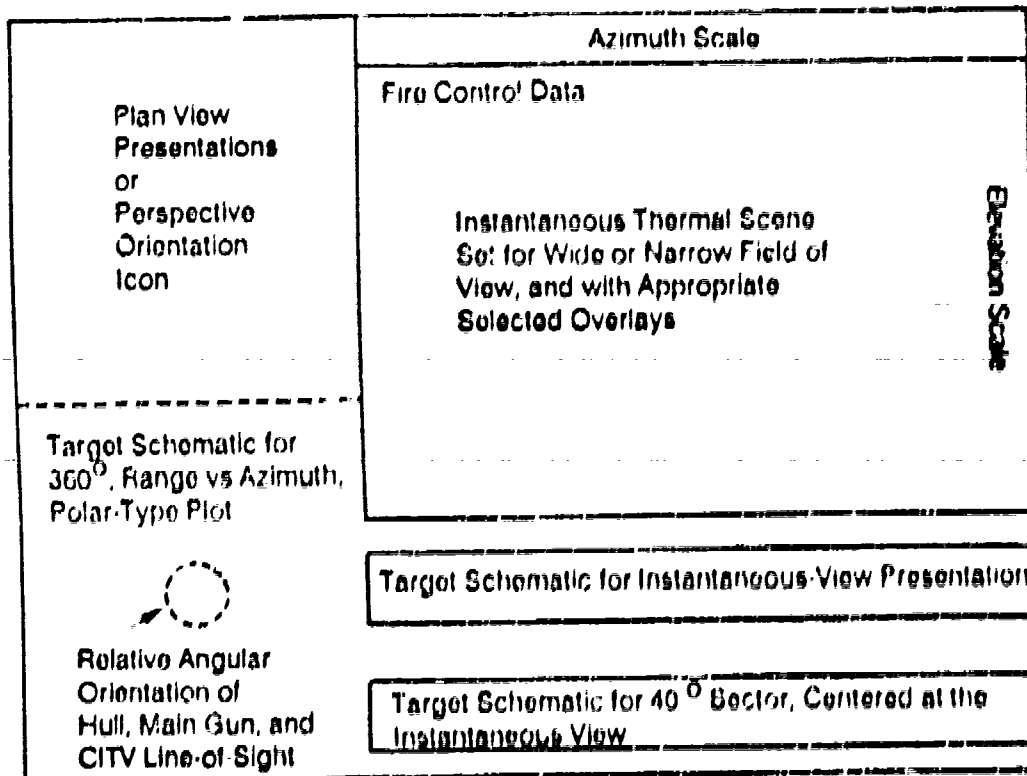 Azimuth Scale
Plan View
Presentations
or
Perspective
Orientation
Icon
Fire Control Data
Instantaneous Thermal Scene
Set for Wide or Narrow Field of
View, and with Appropriate
Selected Overlays
Elevation Scale
Target Schematic for
360°, Range vs Azimuth,
Polar-Type Plot
Relative Angular
Orientation of
Hull, Main Gun, and
CITV Line-of-Sight
Target Schematic for Instantaneous-View Presentation
Target Schematic for 40° Sector, Centered at the
Instantaneous View